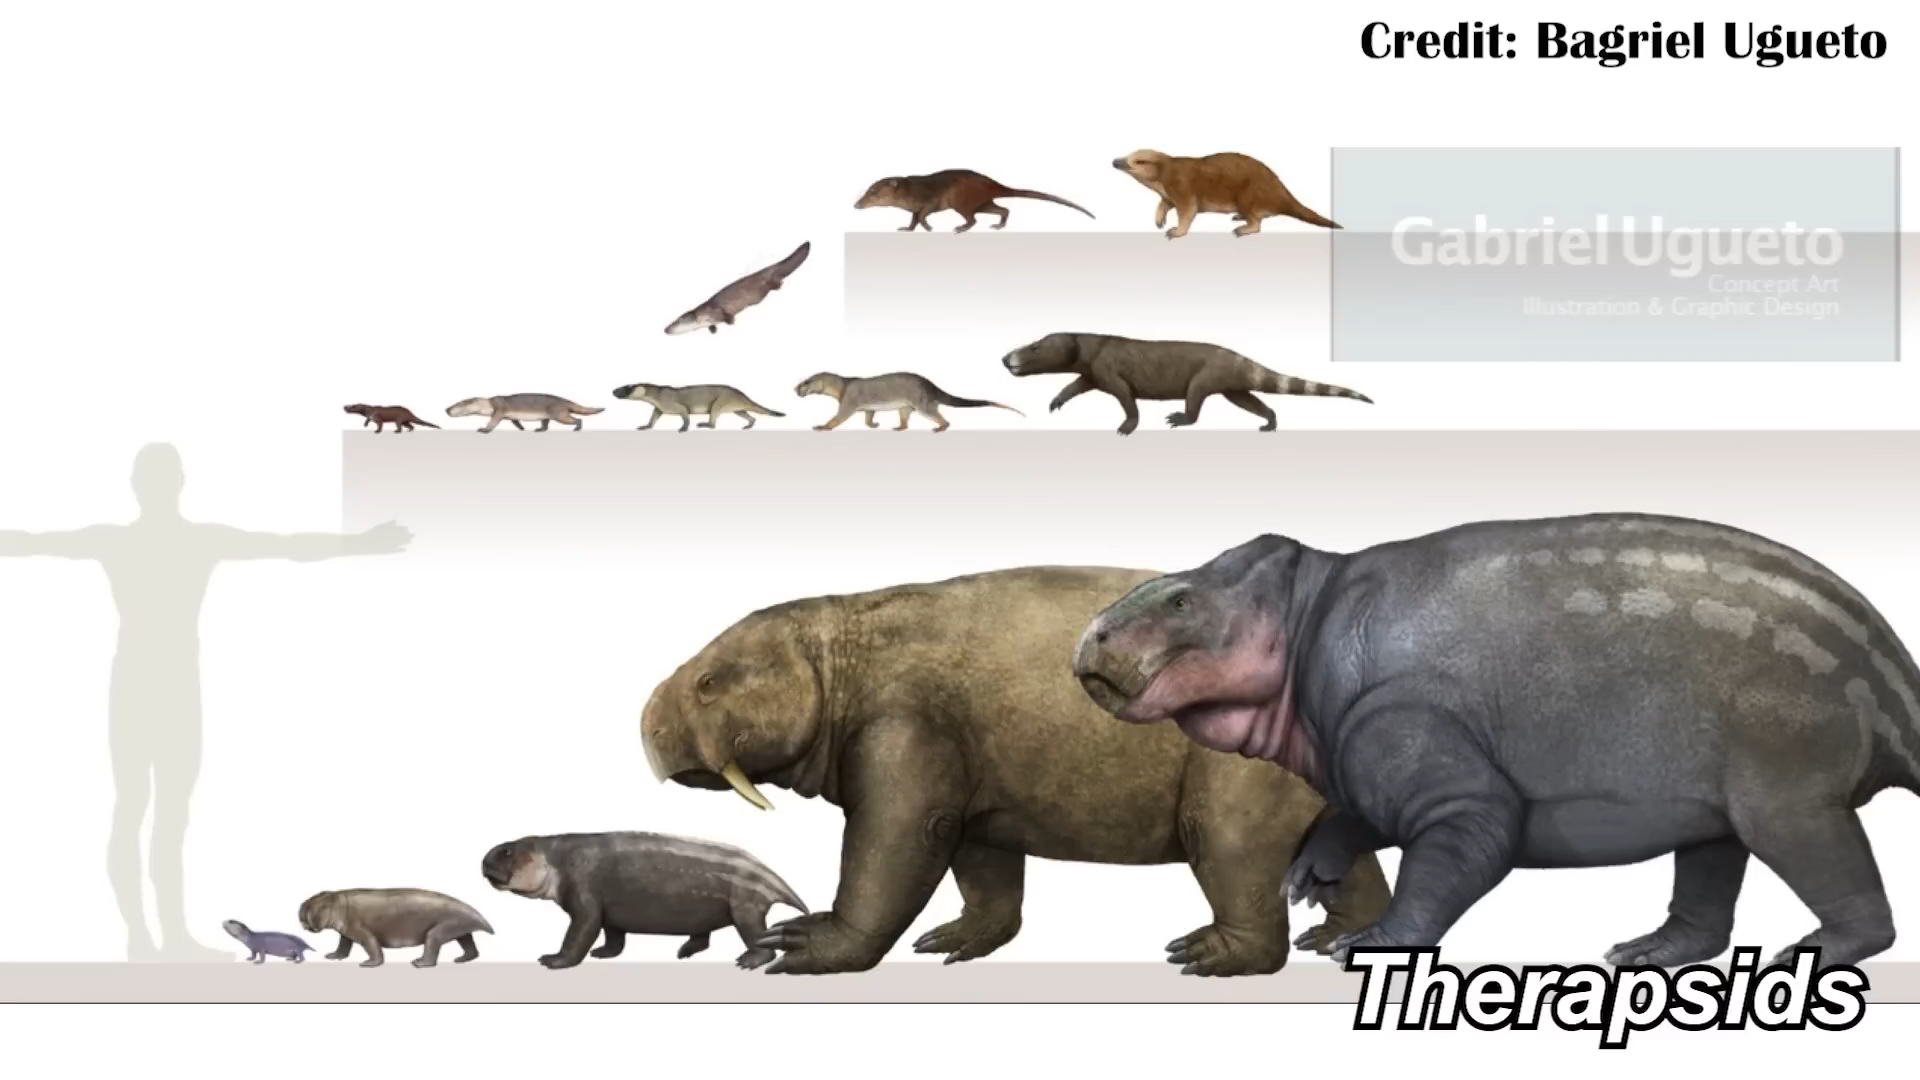 Credit: Bagriel Ugueto
Gabriel Ugueto
Concept Art
Illustration & Graphic Design
Therapsids